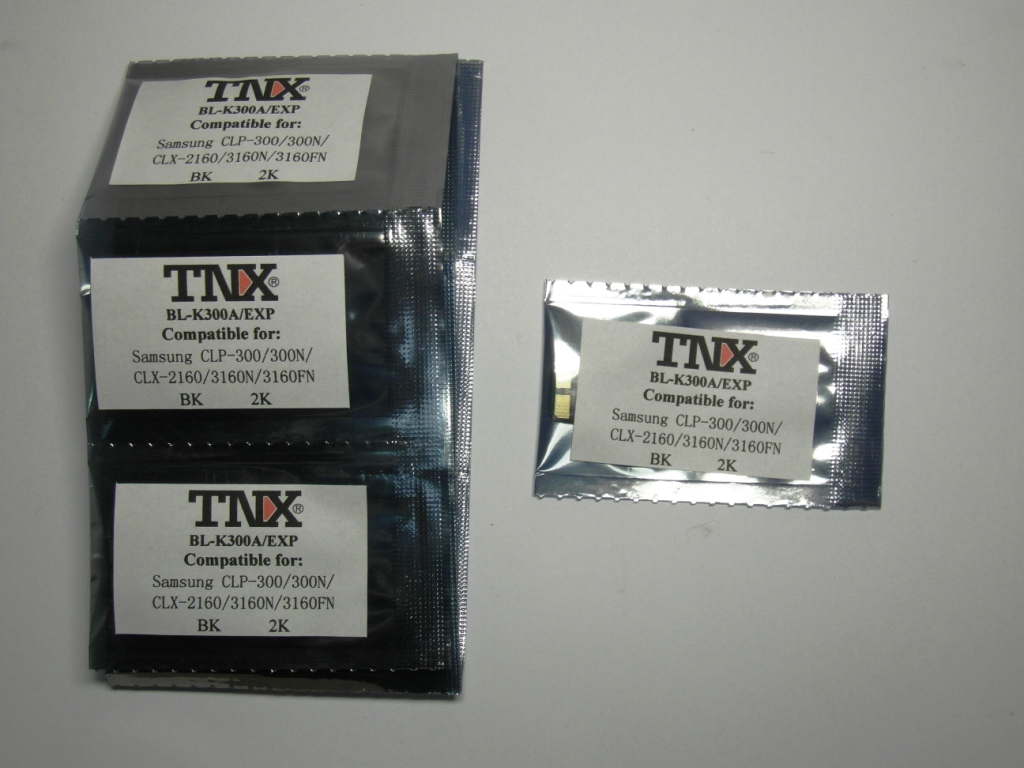 TNX®
BL-K300A/EXP
Compatible for:
Samsung CLP-300/300N/
CLX-2160/3160N/3160FN
BK 2K
TNX®
BL-K300A/EXP
Compatible for:
Samsung CLP-300/300N/
CLX-2160/3160N/3160FN
BK 2K
TNX®
BL-K300A/EXP
Compatible for:
Samsung CLP-300/300N/
CLX-2160/3160N/3160FN
BK 2K
TNX®
BL-K300A/EXP
Compatible for:
Samsung CLP-300/300N/
CLX-2160/3160N/3160FN
BK 2K